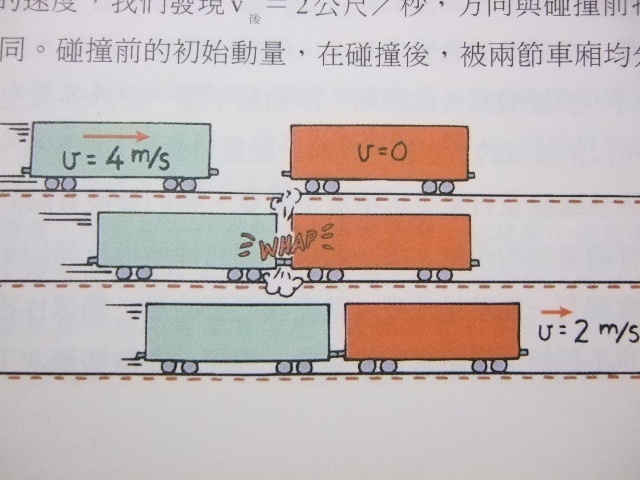 的速度，我們發現v後＝2公尺／秒，方向與碰撞前
同。碰撞前的初始動量，在碰撞後，被兩節車廂均分
v=4 m/s
v=0
WHAP
v=2 m/s